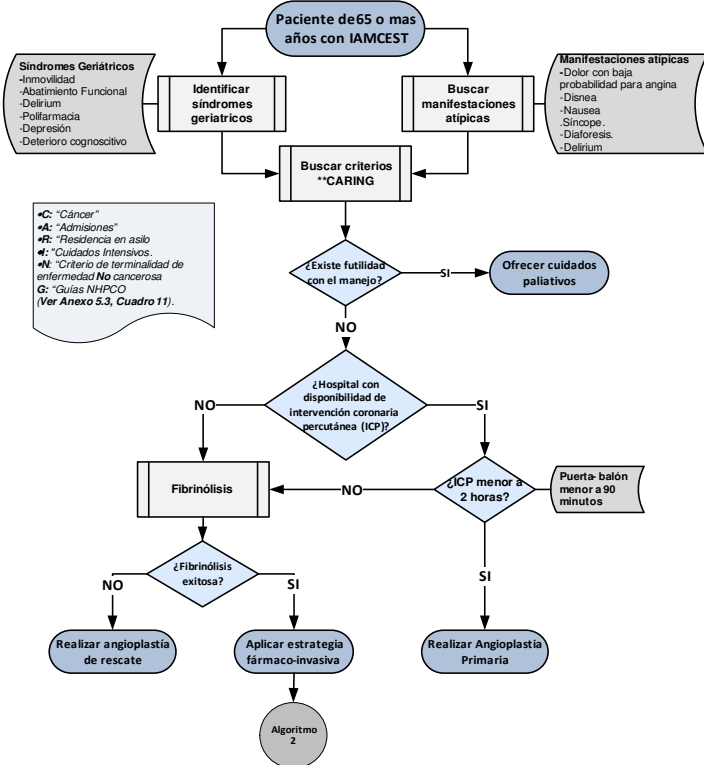 Paciente de65 o mas
años con IAMCEST
Síndromes Geriátricos
-Inmovilidad
-Abatimiento Funcional
-Delirium
-Polifarmacia
-Depresión
-Deterioro cognoscitivo
Identificar
síndromes
geriatricos
Buscar
manifestaciones
atípicas
Manifestaciones atípicas
-Dolor con baja
probabilidad para angina
-Disnea
-Nausea
.Síncope.
-Diaforesis.
-Delirium
Buscar criterios
**CARING
•C: “Cáncer”
•A: “Admisiones”
•R: “Residencia en asilo
•I: “Cuidados Intensivos.
•N: “Criterio de terminalidad de
enfermedad No cancerosa
G: “Guías NHPCO
(Ver Anexo 5.3, Cuadro 11).
¿Existe futilidad
con el manejo?
SI
Ofrecer cuidados
paliativos
NO
¿Hospital con
disponibilidad de
intervención coronaria
percutánea (ICP)?
NO
SI
Fibrinólisis
NO
¿ICP menor a
2 horas?
Puerta- balón
menor a 90
minutos
¿Fibrinólisis
exitosa?
NO
SI
SI
Realizar angioplastía
de rescate
Aplicar estrategia
fármaco-invasiva
Realizar Angioplastia
Primaria
Algoritmo
2